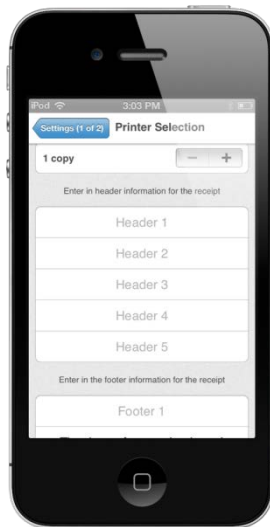 iPod 3:03 PM
Settings (1 of 2) Printer Selection
1 copy - +
Enter in header information for the receipt
Header 1
Header 2
Header 3
Header 4
Header 5
Enter in the footer information for the receipt
Footer 1